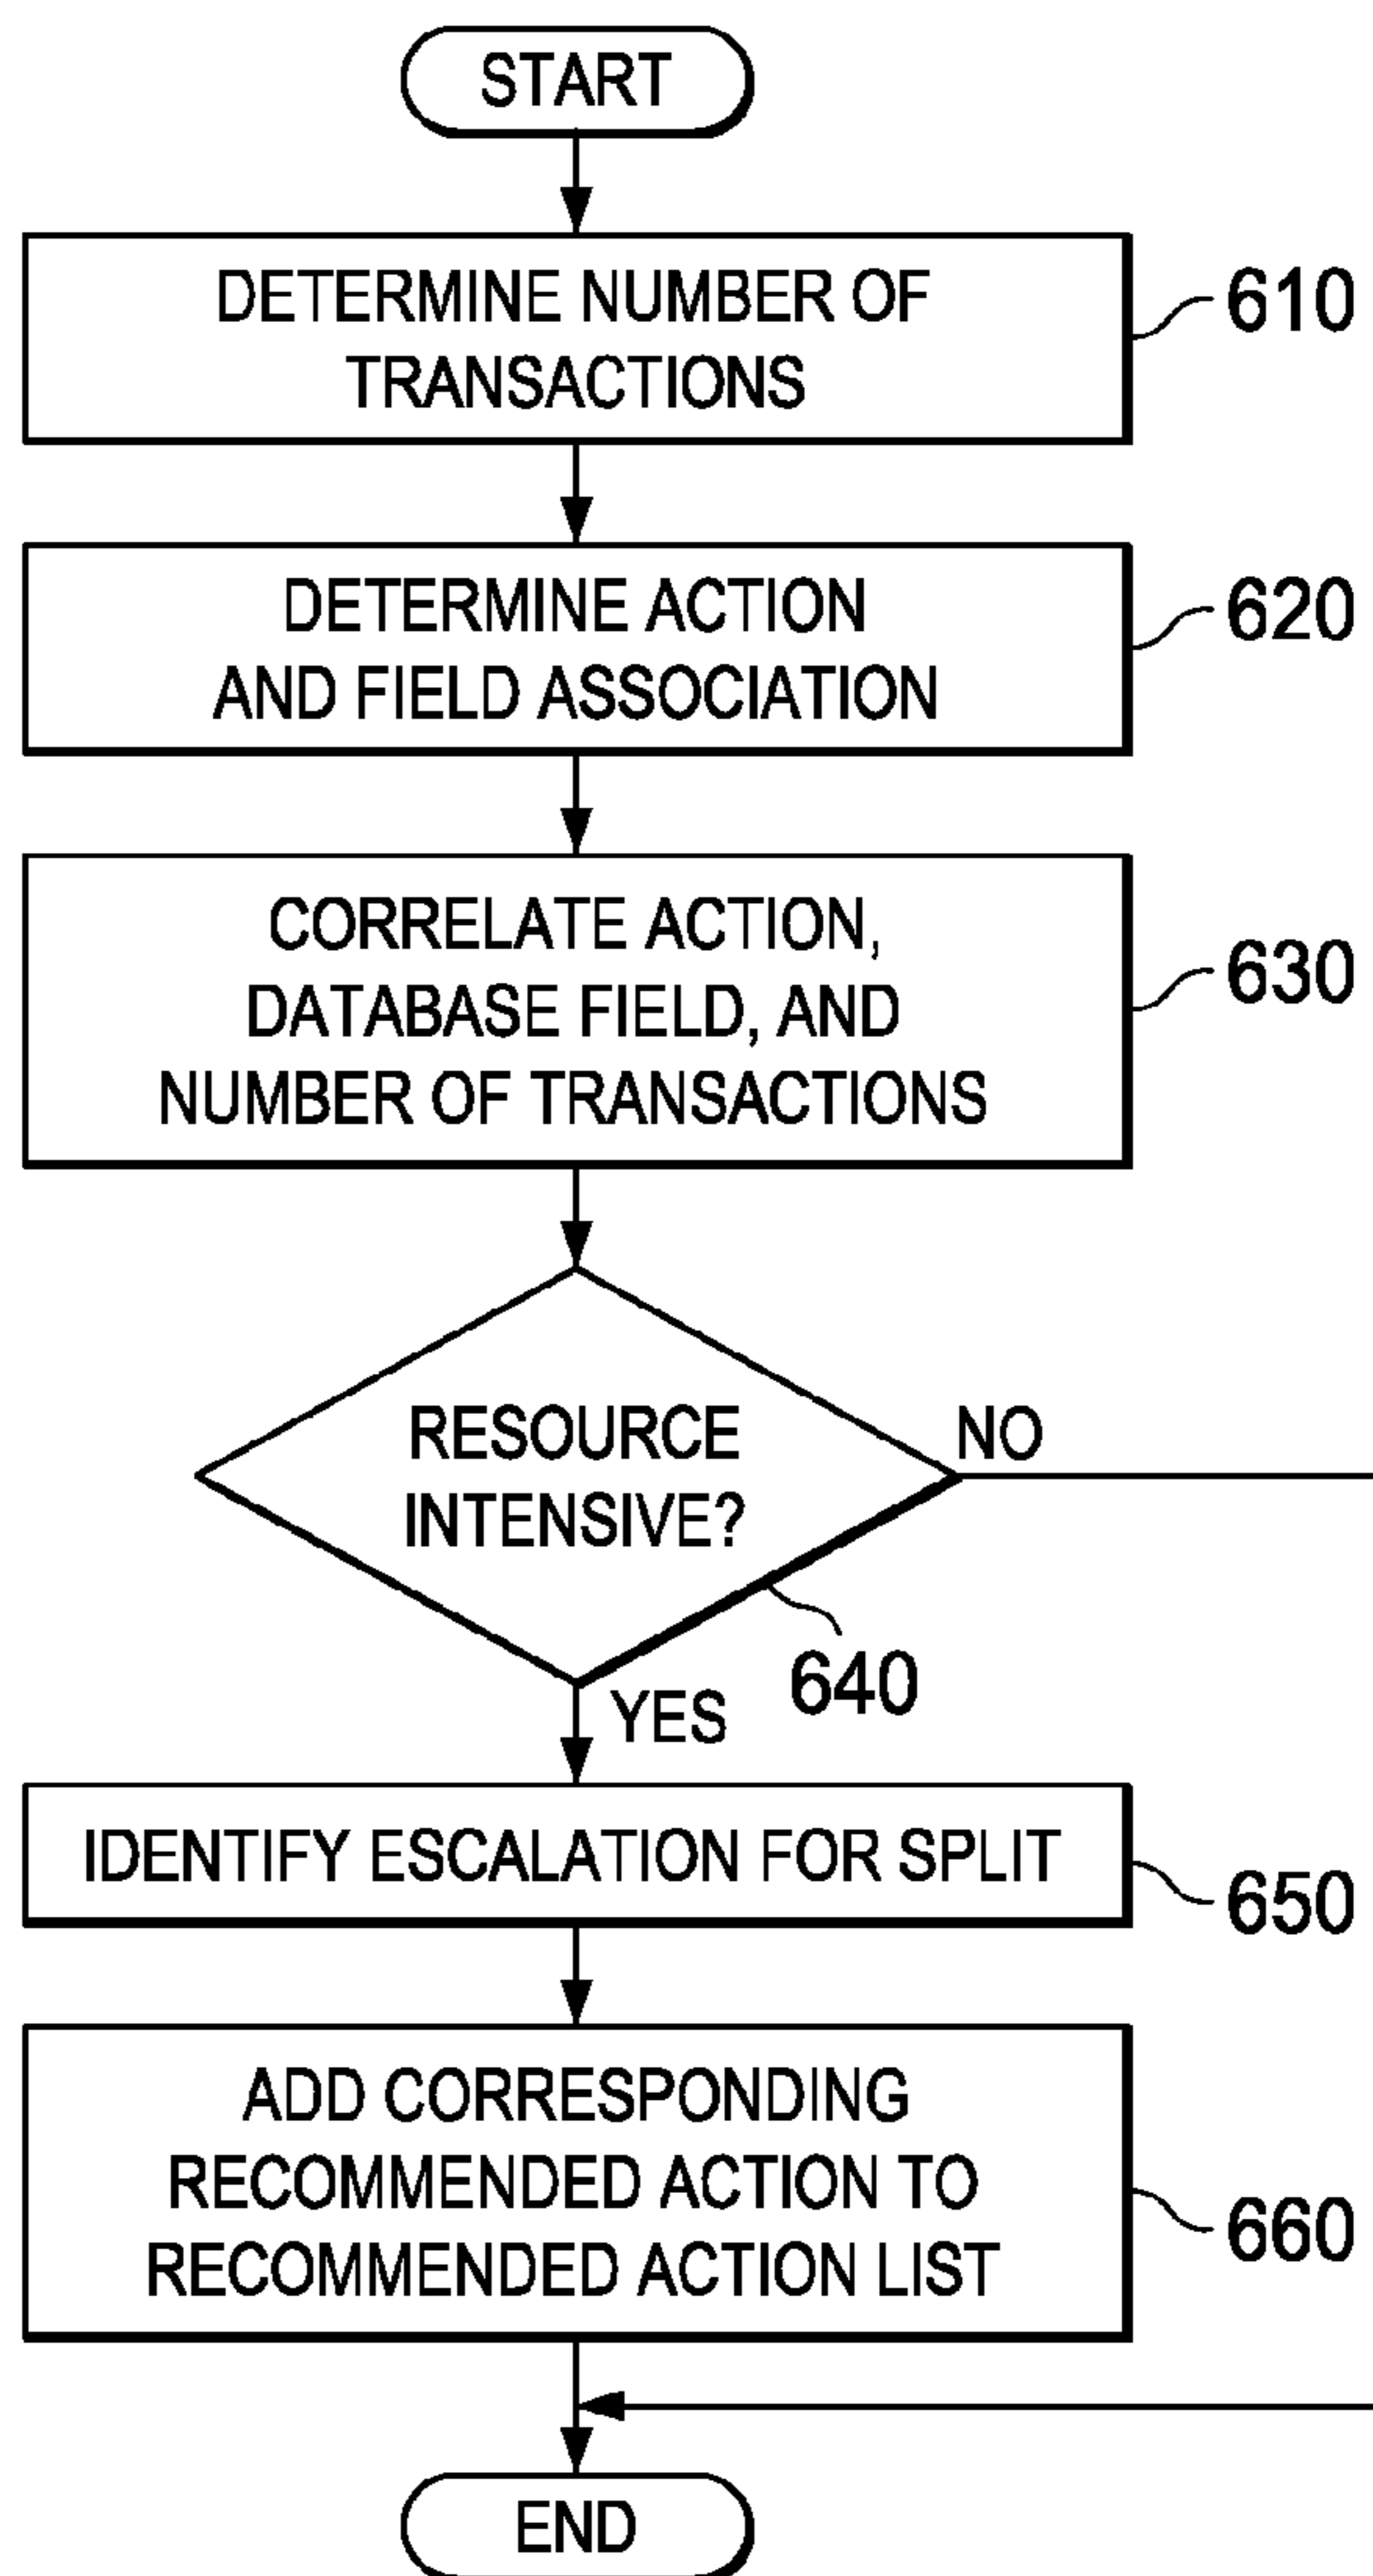 START
DETERMINE NUMBER OF
TRANSACTIONS
610
DETERMINE ACTION
AND FIELD ASSOCIATION
620
CORRELATE ACTION,
DATABASE FIELD, AND
NUMBER OF TRANSACTIONS
630
RESOURCE
INTENSIVE?
NO
640
YES
IDENTIFY ESCALATION FOR SPLIT
650
ADD CORRESPONDING
RECOMMENDED ACTION TO
RECOMMENDED ACTION LIST
660
END